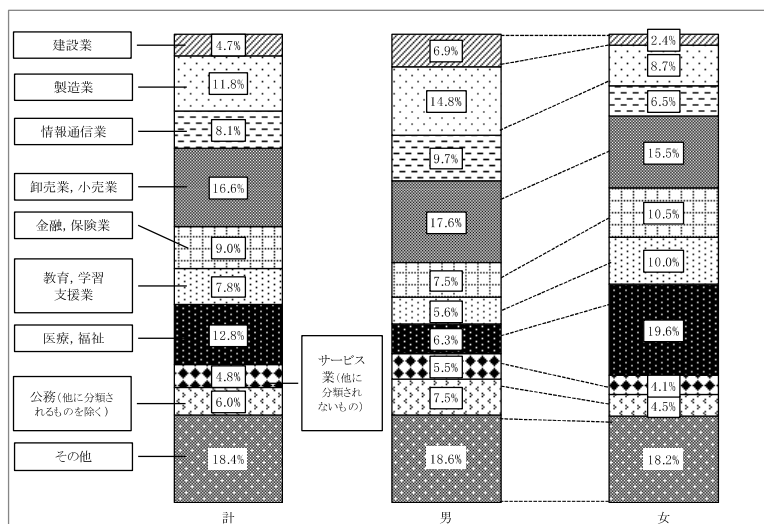 建設業
製造業
情報通信業
卸売業, 小売業
金融, 保険業
教育, 学習
支援業
医療, 福祉
公務(他に分類さ
れるものを除く)
その他
4.7%
11.8%
8.1%
16.6%
9.0%
7.8%
12.8%
4.8%
6.0%
18.4%
計
サービス
業(他に
分類され
ないもの)
6.9%
14.8%
9.7%
17.6%
7.5%
5.6%
6.3%
5.5%
7.5%
18.6%
男
2.4%
8.7%
6.5%
15.5%
10.5%
10.0%
19.6%
4.1%
4.5%
18.2%
女